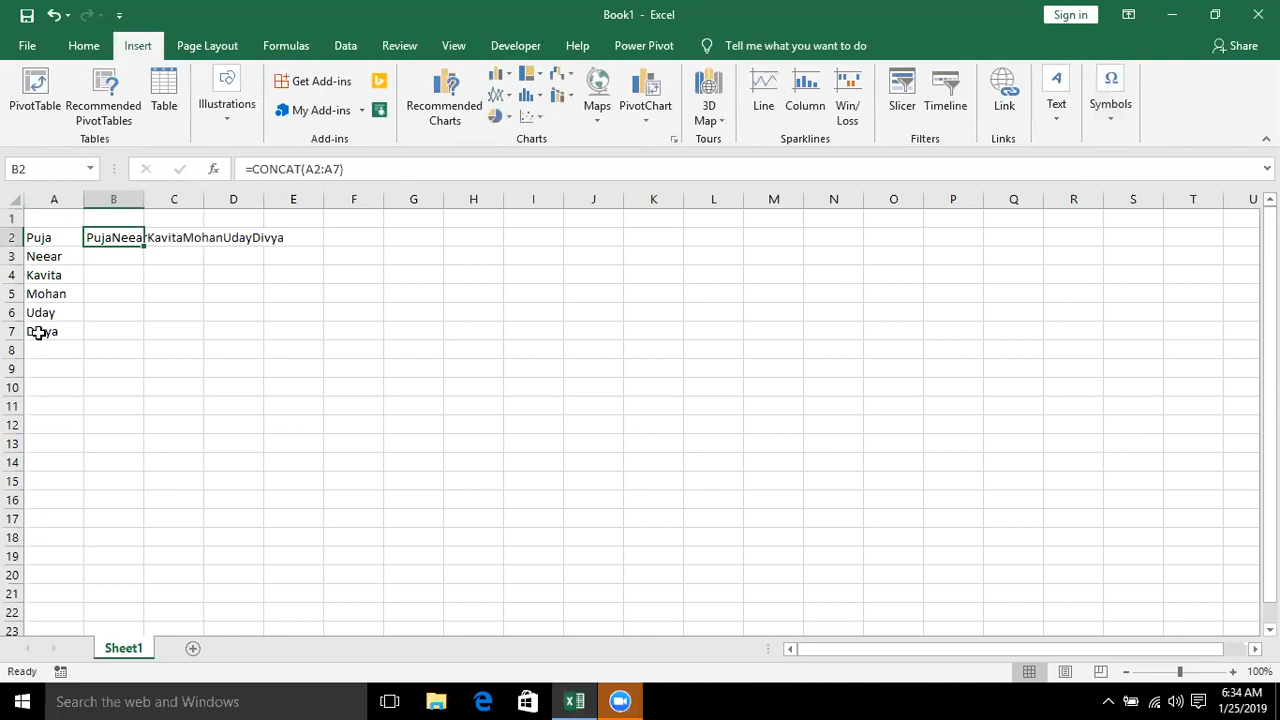 Book1 - Excel
Sign in
File Home Insert Page Layout Formulas Data Review View Developer Help Power Pivot Tell me what you want to do Share
PivotTable
Recommended PivotTables
Table
Tables
Illustrations
Get Add-ins
My Add-ins
Add-ins
Recommended Charts
Maps
PivotChart
Charts
3D Map
Tours
Line
Column
Win/Loss
Sparklines
Slicer
Timeline
Filters
Link
Links
Text
Symbols
B2 fx =CONCAT(A2:A7)
A B C D E F G H I J K L M N O P Q R S T U
1
2 Puja PujaNeearKavitaMohanUdayDivya
3 Neear
4 Kavita
5 Mohan
6 Uday
7
8
9
10
11
12
13
14
15
16
17
18
19
20
21
22
23
Sheet1
Ready 100%
Search the web and Windows
6:34 AM
1/25/2019